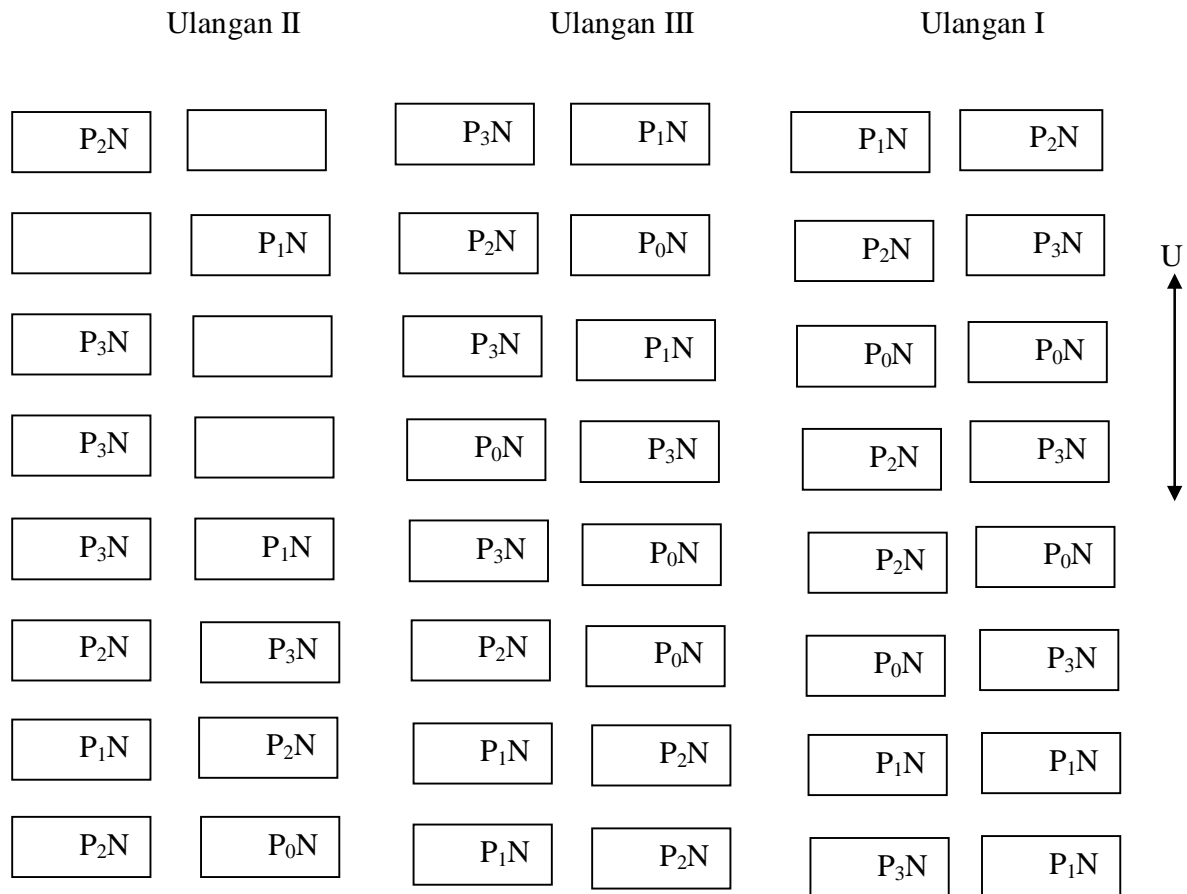 Ulangan II Ulangan III Ulangan I
P₂N P₃N P₁N P₁N P₂N
P₁N P₂N P₀N P₂N P₃N
U
P₃N P₃N P₁N P₀N P₀N
P₃N P₀N P₃N P₂N P₃N
P₃N P₁N P₃N P₀N P₂N P₀N
P₂N P₃N P₂N P₀N P₀N P₃N
P₁N P₂N P₁N P₂N P₁N P₁N
P₂N P₀N P₁N P₂N P₃N P₁N